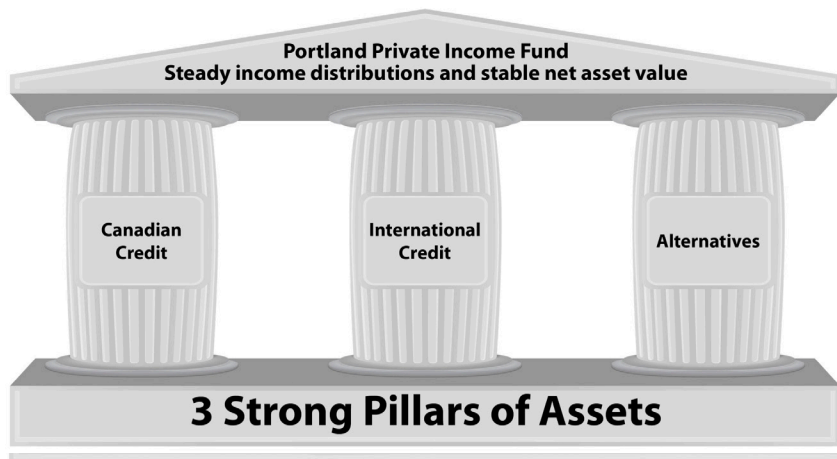 Portland Private Income Fund
Steady income distributions and stable net asset value
Canadian
Credit
International
Credit
Alternatives
3 Strong Pillars of Assets